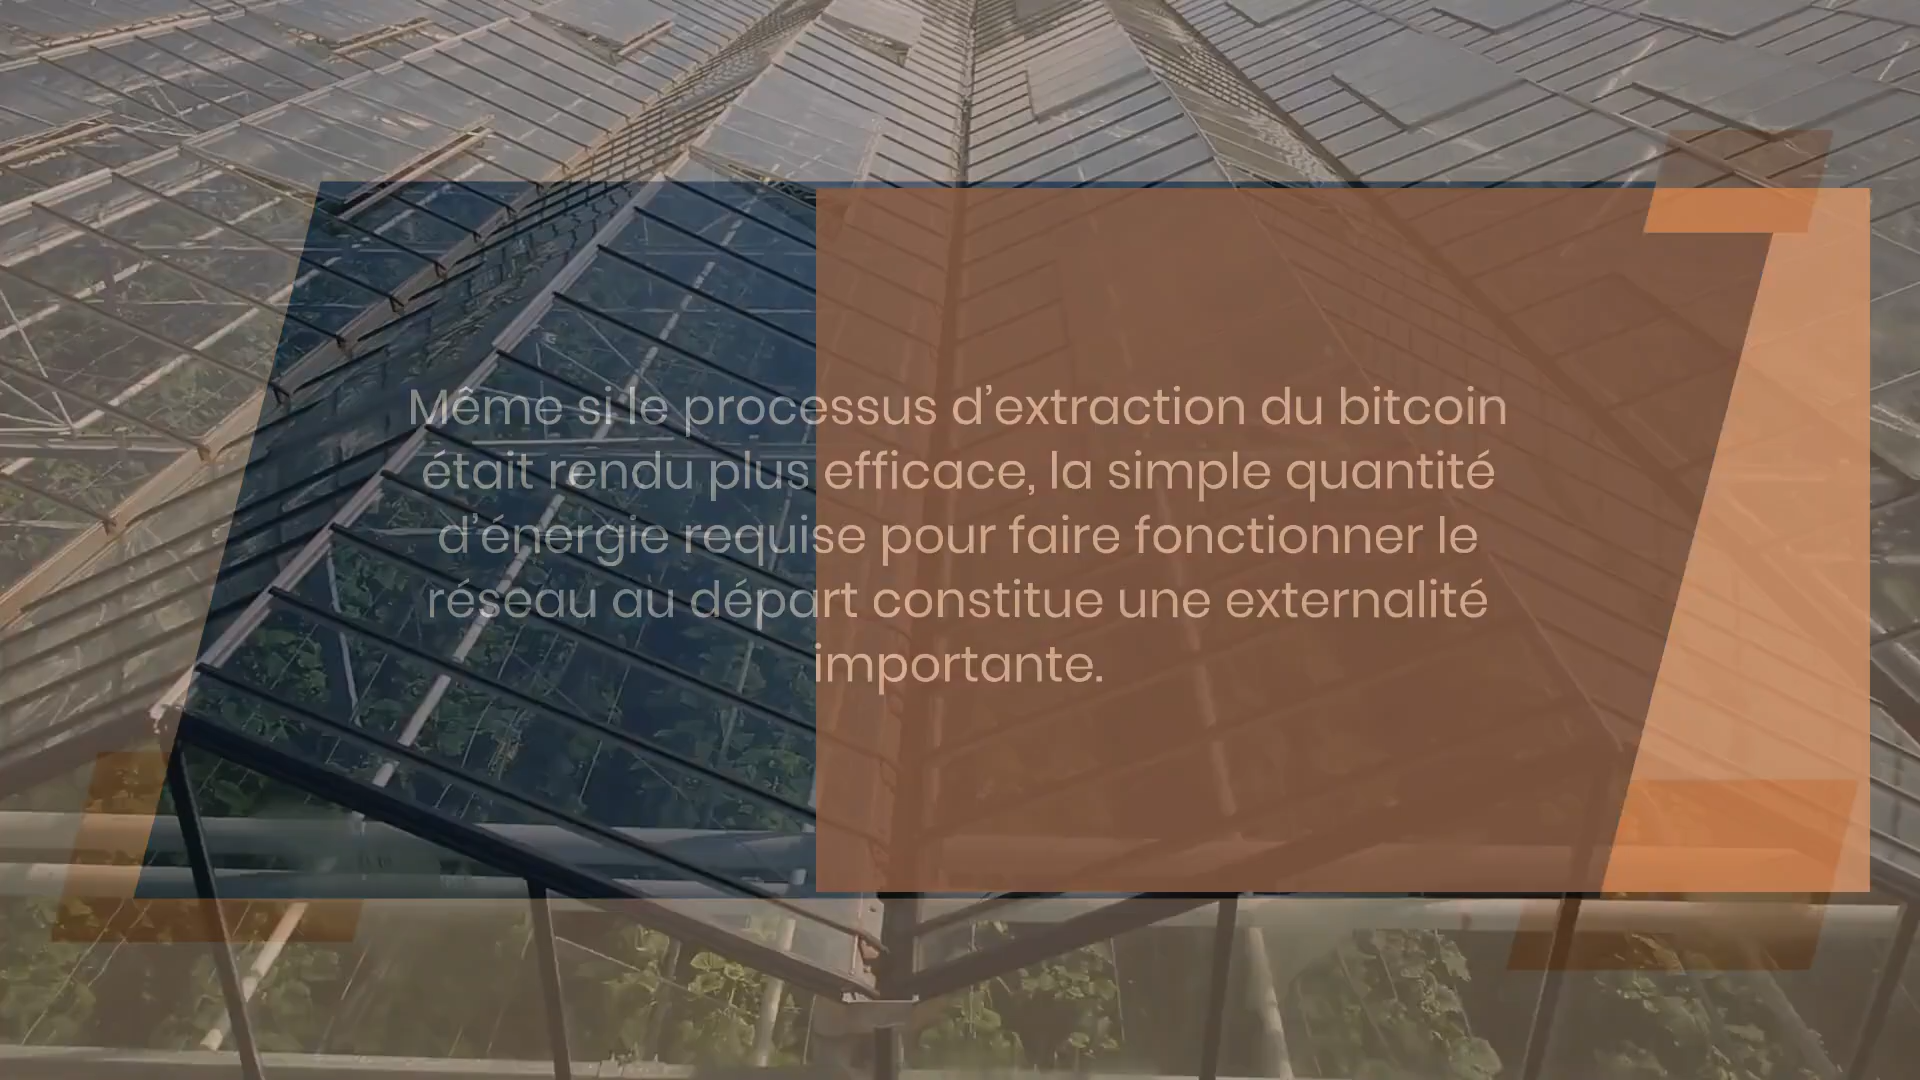 Même si le processus d’extraction du bitcoin
était rendu plus efficace, la simple quantité
d’énergie requise pour faire fonctionner le
réseau au départ constitue une externalité
importante.